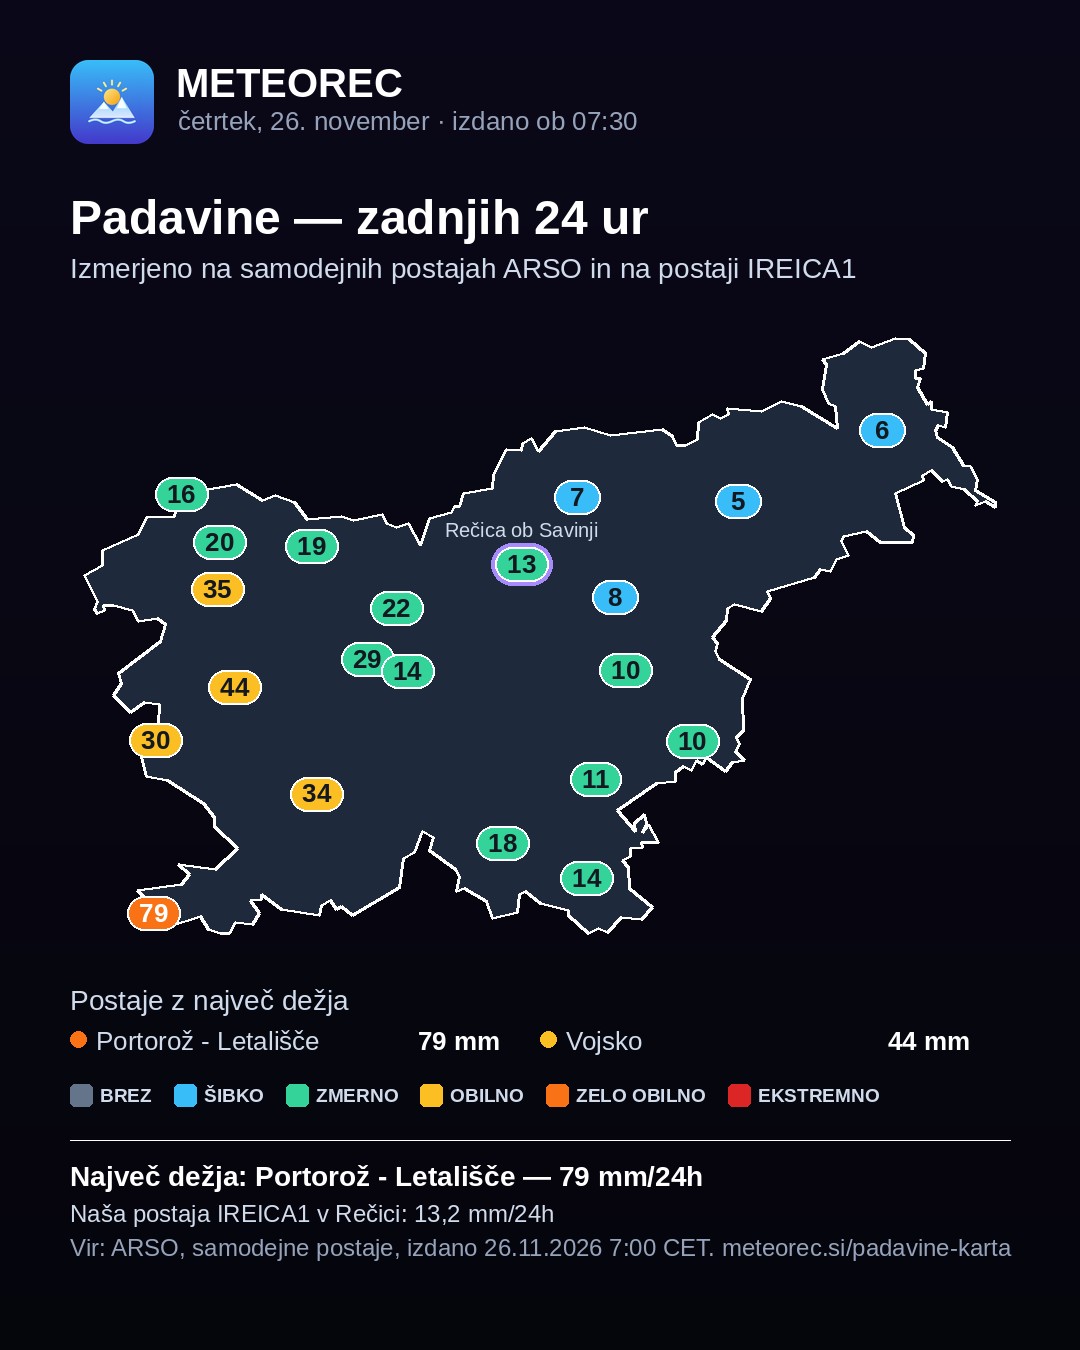 METEOREC
četrtek, 26. november · izdano ob 07:30
Padavine — zadnjih 24 ur
Izmerjeno na samodejnih postajah ARSO in na postaji IREICA1
6
16
7
5
Rečica ob Savinji
20
19
13
35
8
22
29
14
10
44
30
10
11
34
18
14
79
Postaje z največ dežja
Portorož - Letališče 79 mm Vojsko 44 mm
BREZ ŠIBKO ZMERNO OBILNO ZELO OBILNO EKSTREMNO
Največ dežja: Portorož - Letališče — 79 mm/24h
Naša postaja IREICA1 v Rečici: 13,2 mm/24h
Vir: ARSO, samodejne postaje, izdano 26.11.2026 7:00 CET. meteorec.si/padavine-karta